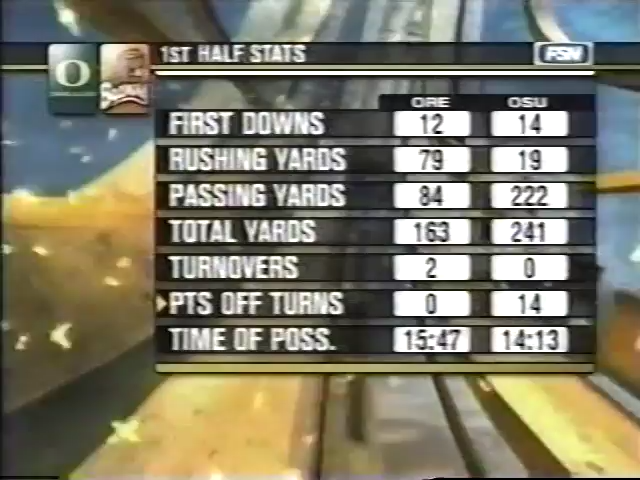 O
1ST HALF STATS
FSN
ORE OSU
FIRST DOWNS 12 14
RUSHING YARDS 79 19
PASSING YARDS 84 222
TOTAL YARDS 163 241
TURNOVERS 2 0
PTS OFF TURNS 0 14
TIME OF POSS. 15:47 14:13